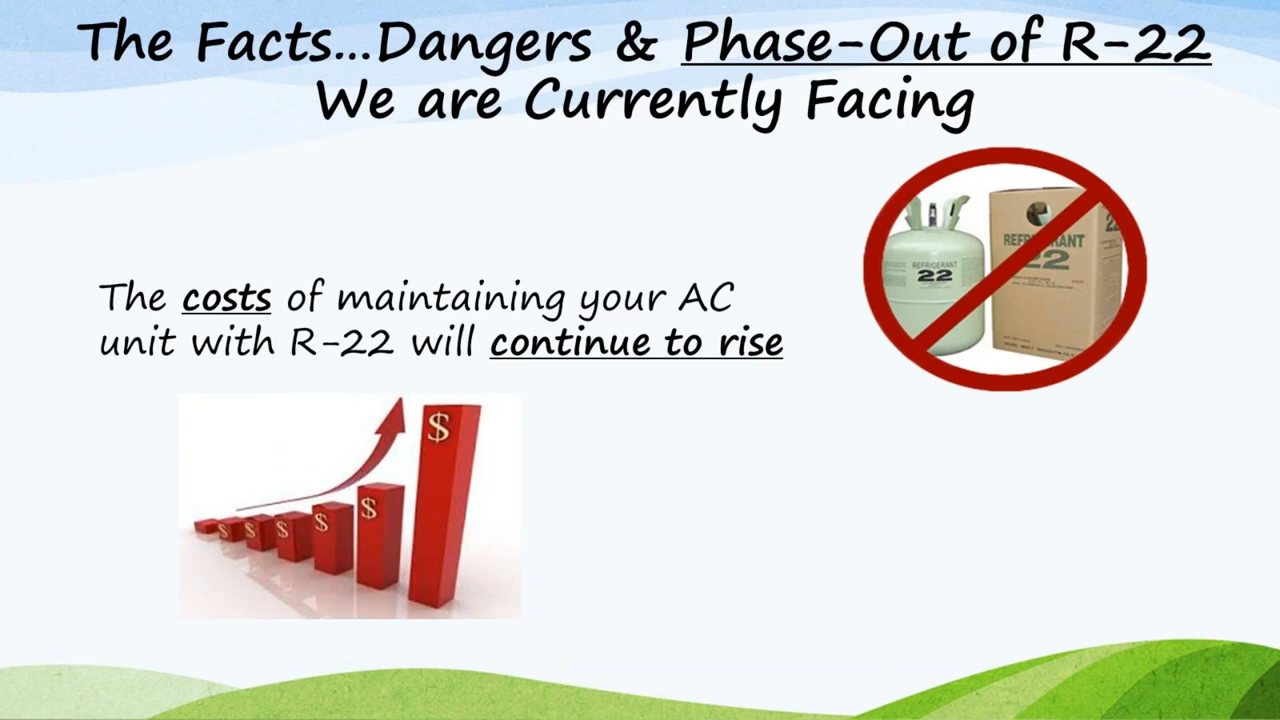 The Facts...Dangers & Phase-Out of R-22
We are Currently Facing
The costs of maintaining your AC
unit with R-22 will continue to rise
REFRIGERANT
22
22
22
$
$
$
$
$
$